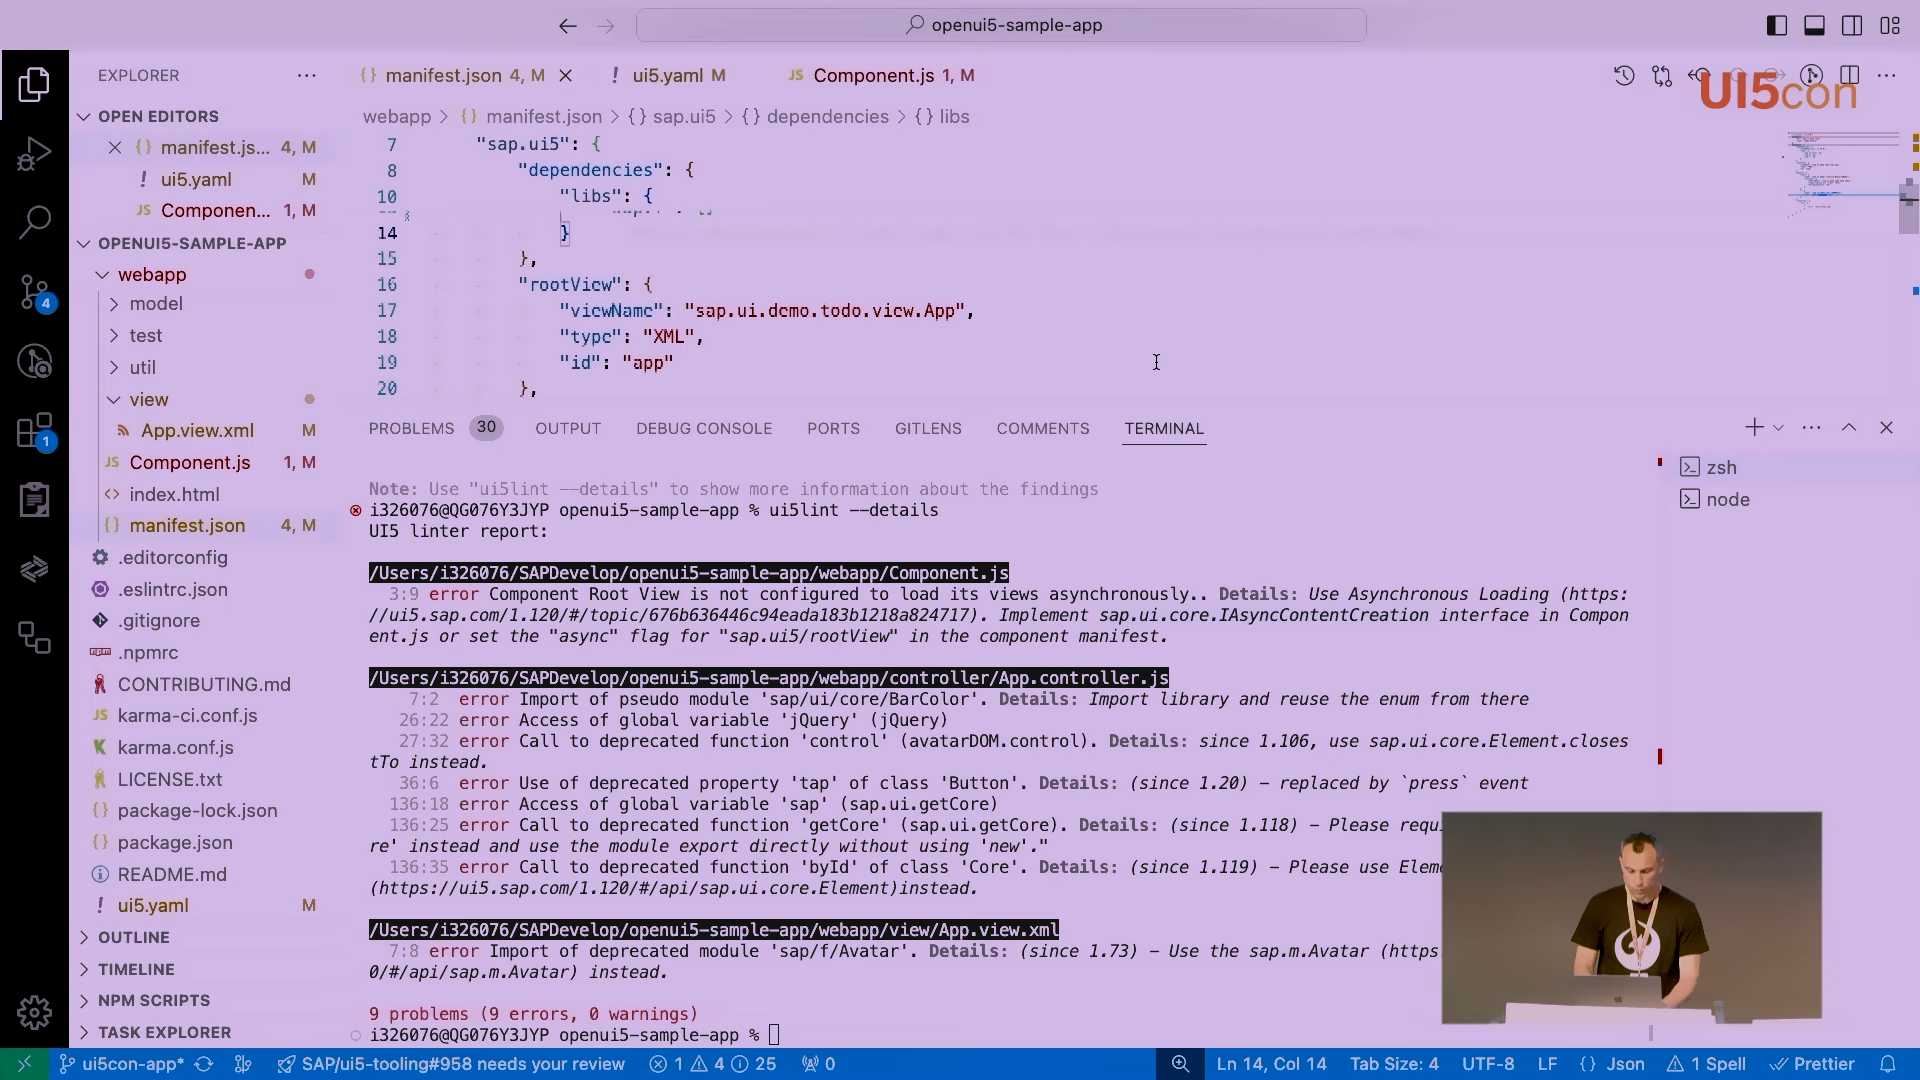 openui5-sample-app
EXPLORER
OPEN EDITORS
manifest.js... 4, M
ui5.yaml M
Componen... 1, M
OPENUI5-SAMPLE-APP
webapp
model
test
util
view
App.view.xml M
Component.js 1, M
index.html
manifest.json 4, M
.editorconfig
.eslintrc.json
.gitignore
.npmrc
CONTRIBUTING.md
karma-ci.conf.js
karma.conf.js
LICENSE.txt
package-lock.json
package.json
README.md
ui5.yaml M
OUTLINE
TIMELINE
NPM SCRIPTS
TASK EXPLORER
manifest.json 4, M
ui5.yaml M
JS Component.js 1, M
UI5con
webapp > {} manifest.json > {} sap.ui5 > {} dependencies > {} libs
7 "sap.ui5": {
8 "dependencies": {
10 "libs": {
14 }
15 },
16 "rootView": {
17 "viewName": "sap.ui.demo.todo.view.App",
18 "type": "XML",
19 "id": "app"
20 },
PROBLEMS 30 OUTPUT DEBUG CONSOLE PORTS GITLENS COMMENTS TERMINAL
zsh
node
Note: Use "ui5lint --details" to show more information about the findings
i326076@QG076Y3JYP openui5-sample-app % ui5lint --details
UI5 linter report:
/Users/i326076/SAPDevelop/openui5-sample-app/webapp/Component.js
3:9 error Component Root View is not configured to load its views asynchronously.. Details: Use Asynchronous Loading (https:
//ui5.sap.com/1.120/#/topic/676b636446c94eada183b1218a824717). Implement sap.ui.core.IAsyncContentCreation interface in Compon
ent.js or set the "async" flag for "sap.ui5/rootView" in the component manifest.
/Users/i326076/SAPDevelop/openui5-sample-app/webapp/controller/App.controller.js
7:2 error Import of pseudo module 'sap/ui/core/BarColor'. Details: Import library and reuse the enum from there
26:22 error Access of global variable 'jQuery' (jQuery)
27:32 error Call to deprecated function 'control' (avatarDOM.control). Details: since 1.106, use sap.ui.core.Element.closes
tTo instead.
36:6 error Use of deprecated property 'tap' of class 'Button'. Details: (since 1.20) – replaced by `press` event
136:18 error Access of global variable 'sap' (sap.ui.getCore)
136:25 error Call to deprecated function 'getCore' (sap.ui.getCore). Details: (since 1.118) – Please requi
re' instead and use the module export directly without using 'new'."
136:35 error Call to deprecated function 'byId' of class 'Core'. Details: (since 1.119) – Please use Elem
(https://ui5.sap.com/1.120/#/api/sap.ui.core.Element)instead.
/Users/i326076/SAPDevelop/openui5-sample-app/webapp/view/App.view.xml
7:8 error Import of deprecated module 'sap/f/Avatar'. Details: (since 1.73) – Use the sap.m.Avatar (https
0/#/api/sap.m.Avatar) instead.
9 problems (9 errors, 0 warnings)
i326076@QG076Y3JYP openui5-sample-app %
ui5con-app* SAP/ui5-tooling#958 needs your review 1 4 25 0 Ln 14, Col 14 Tab Size: 4 UTF-8 LF {} Json 1 Spell Prettier